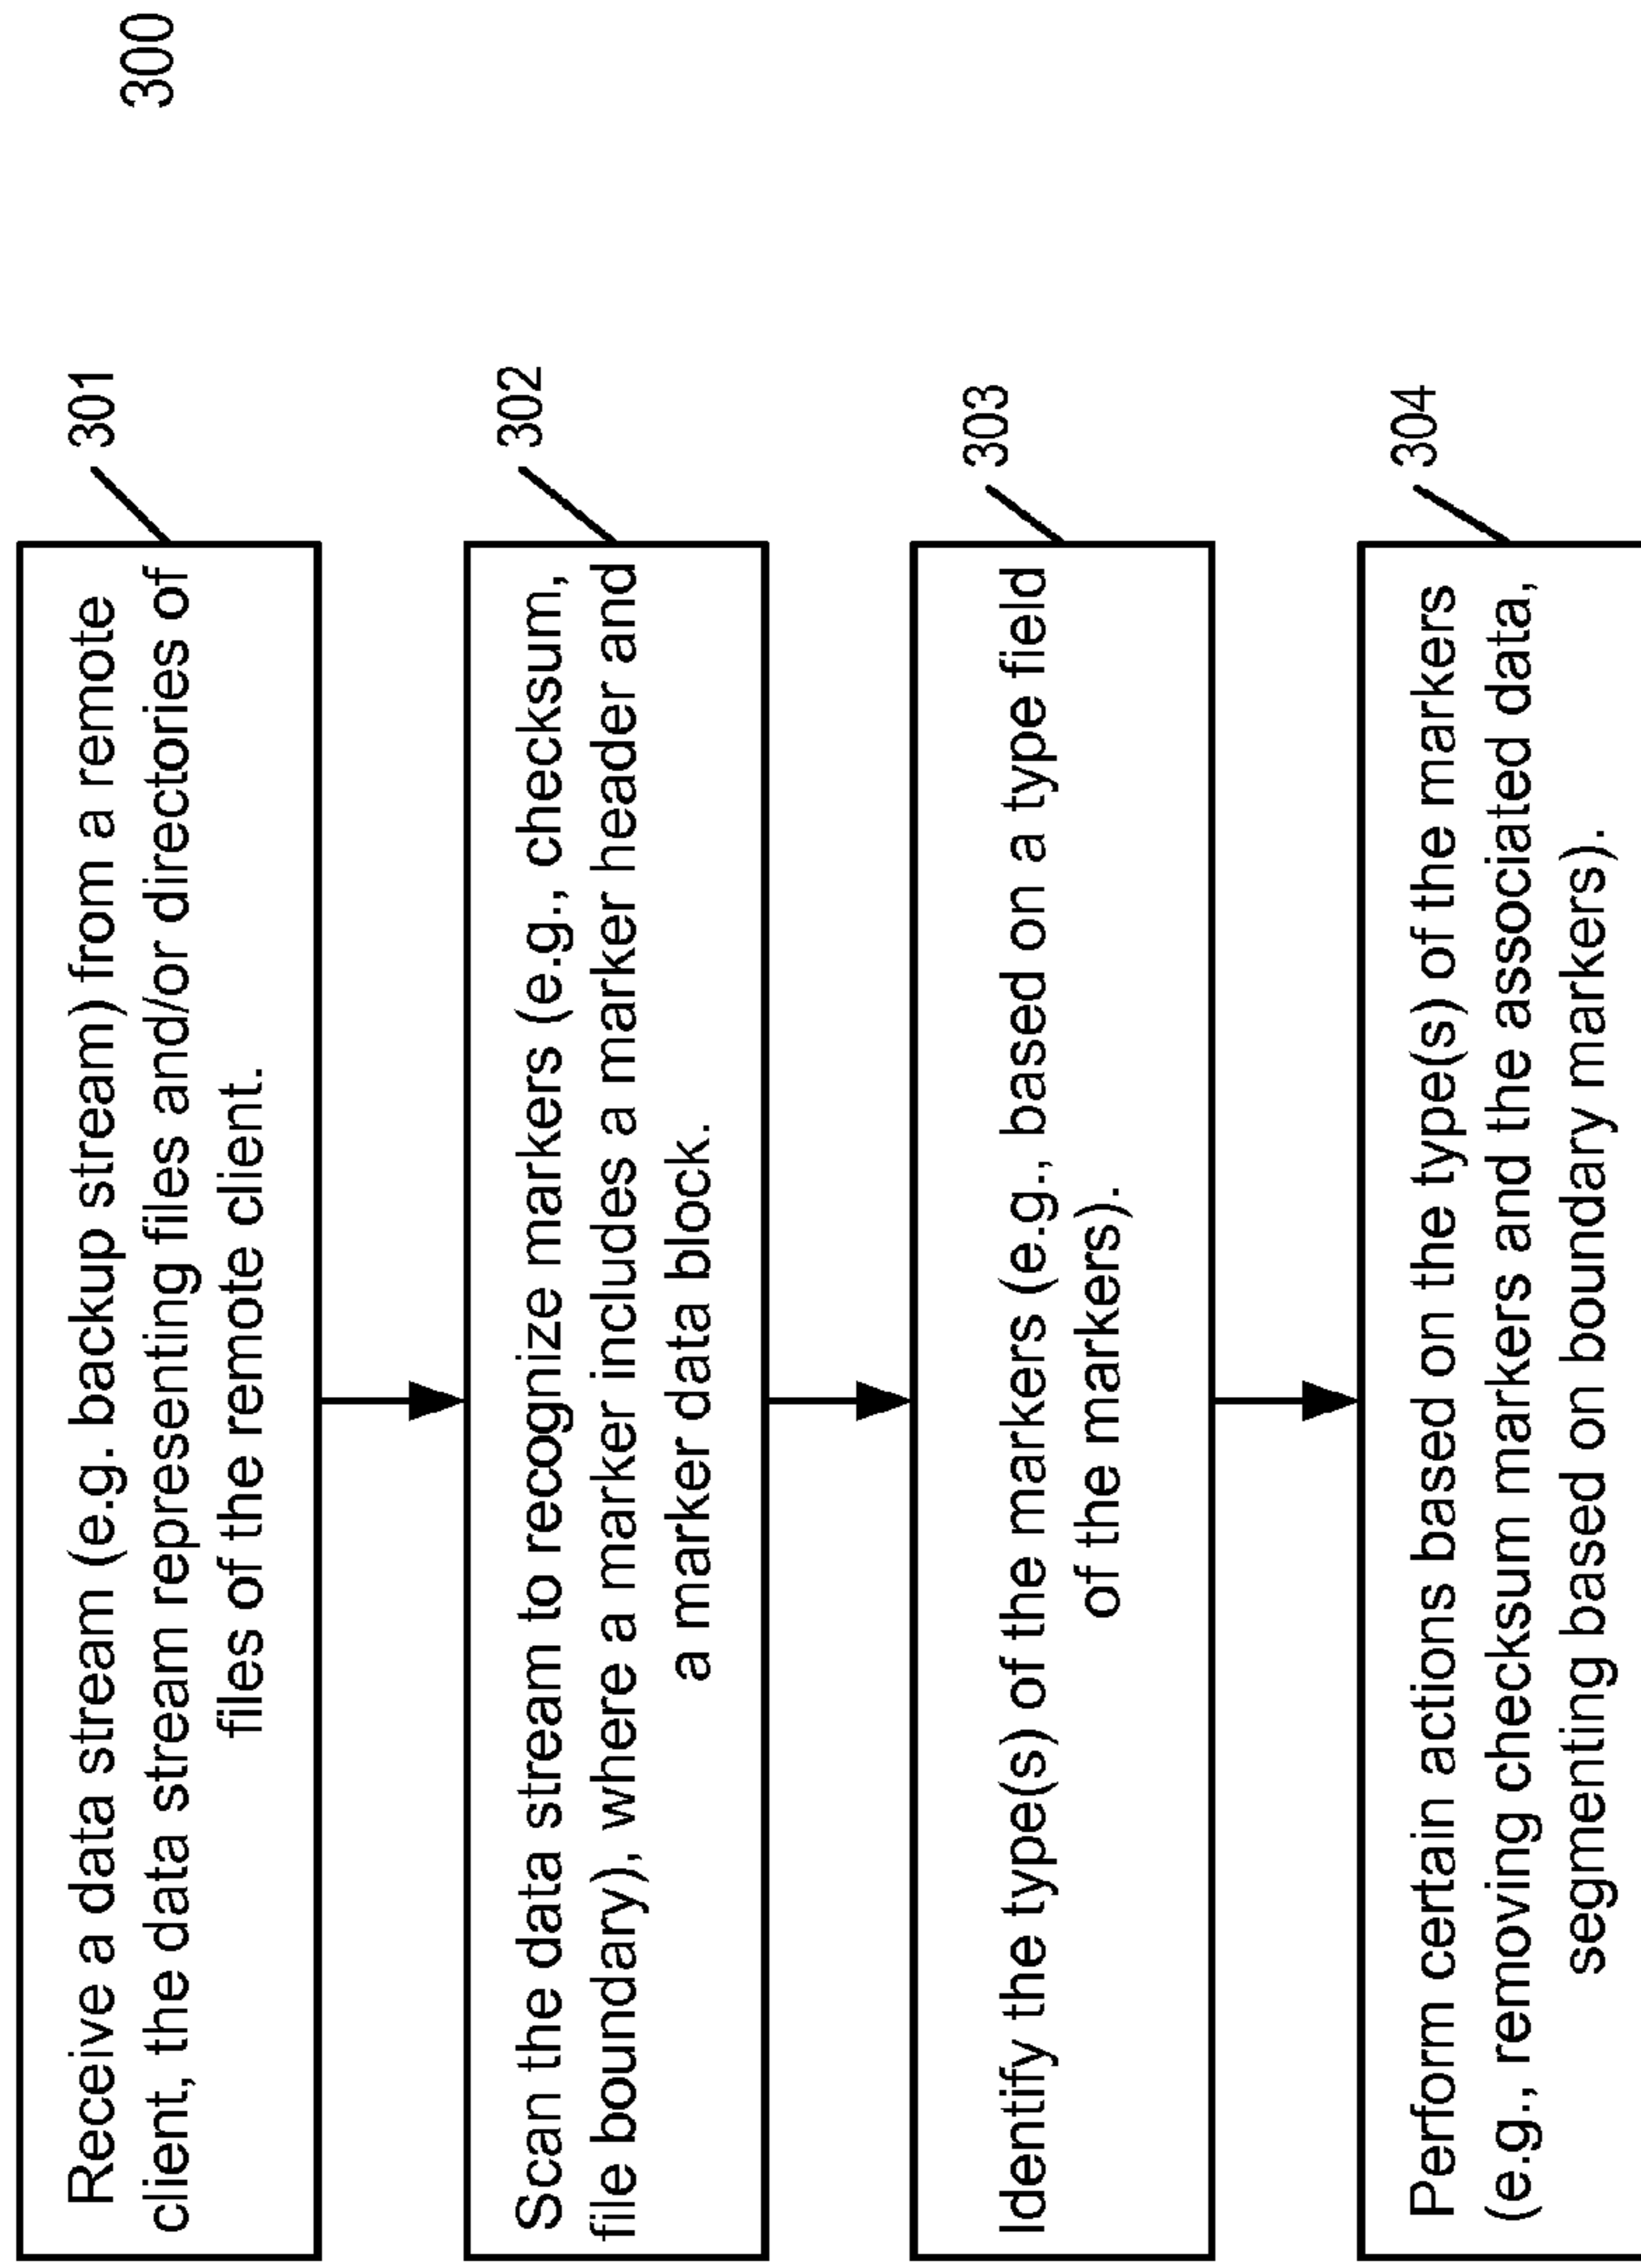 300
301
Receive a data stream (e.g. backup stream) from a remote
client, the data stream representing files and/or directories of
files of the remote client.
302
Scan the data stream to recognize markers (e.g., checksum,
file boundary), where a marker includes a marker header and
a marker data block.
303
Identify the type(s) of the markers (e.g., based on a type field
of the markers).
304
Perform certain actions based on the type(s) of the markers
(e.g., removing checksum markers and the associated data,
segmenting based on boundary markers).